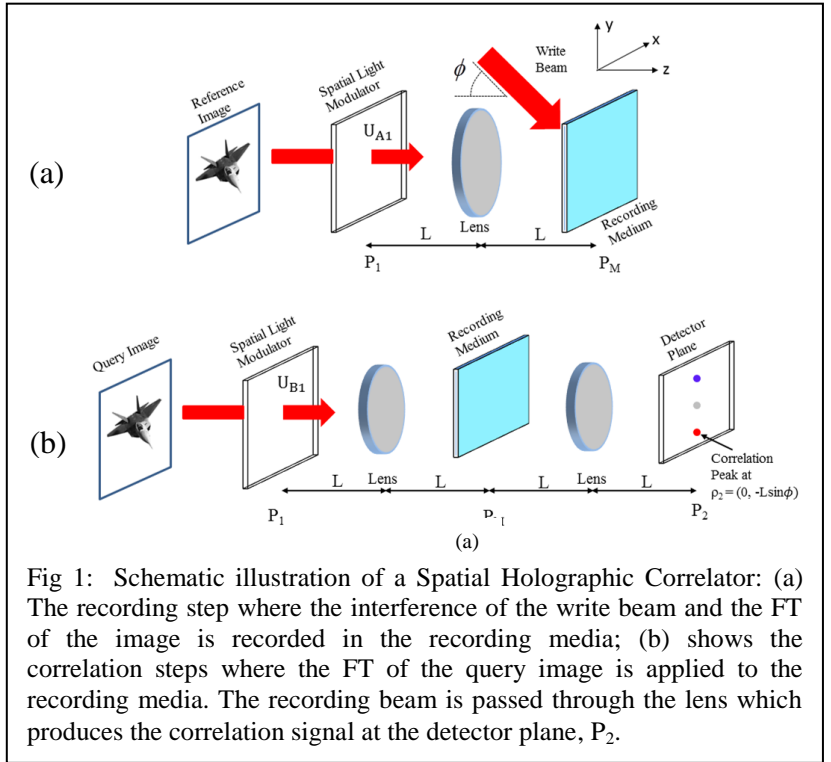 (a)
Reference
Image
Spatial Light
Modulator
U_A1
ϕ
Write
Beam
y
x
z
Lens
Recording
Medium
L
L
P_1
P_M
(b)
Query Image
Spatial Light
Modulator
U_B1
Recording
Medium
Detector
Plane
Lens
Lens
L
L
L
L
Correlation
Peak at
ρ_2 = (0, -Lsinϕ)
P_1
P_2
(a)
Fig 1: Schematic illustration of a Spatial Holographic Correlator: (a)
The recording step where the interference of the write beam and the FT
of the image is recorded in the recording media; (b) shows the
correlation steps where the FT of the query image is applied to the
recording media. The recording beam is passed through the lens which
produces the correlation signal at the detector plane, P_2.